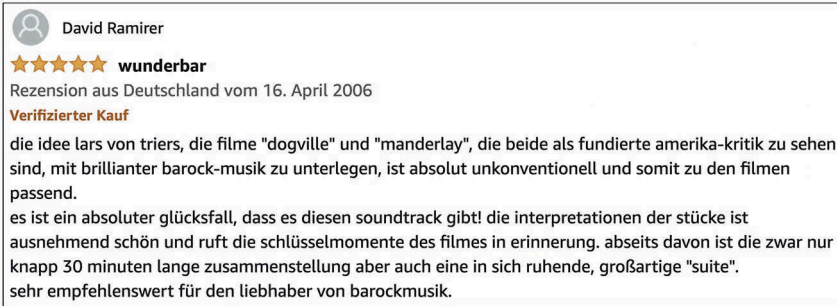 David Ramirer
wunderbar
Rezension aus Deutschland vom 16. April 2006
Verifizierter Kauf
die idee lars von triers, die filme "dogville" und "manderlay", die beide als fundierte amerika-kritik zu sehen
sind, mit brillianter barock-musik zu unterlegen, ist absolut unkonventionell und somit zu den filmen
passend.
es ist ein absoluter glücksfall, dass es diesen soundtrack gibt! die interpretationen der stücke ist
ausnehmend schön und ruft die schlüsselmomente des filmes in erinnerung. abseits davon ist die zwar nur
knapp 30 minuten lange zusammenstellung aber auch eine in sich ruhende, großartige "suite".
sehr empfehlenswert für den liebhaber von barockmusik.